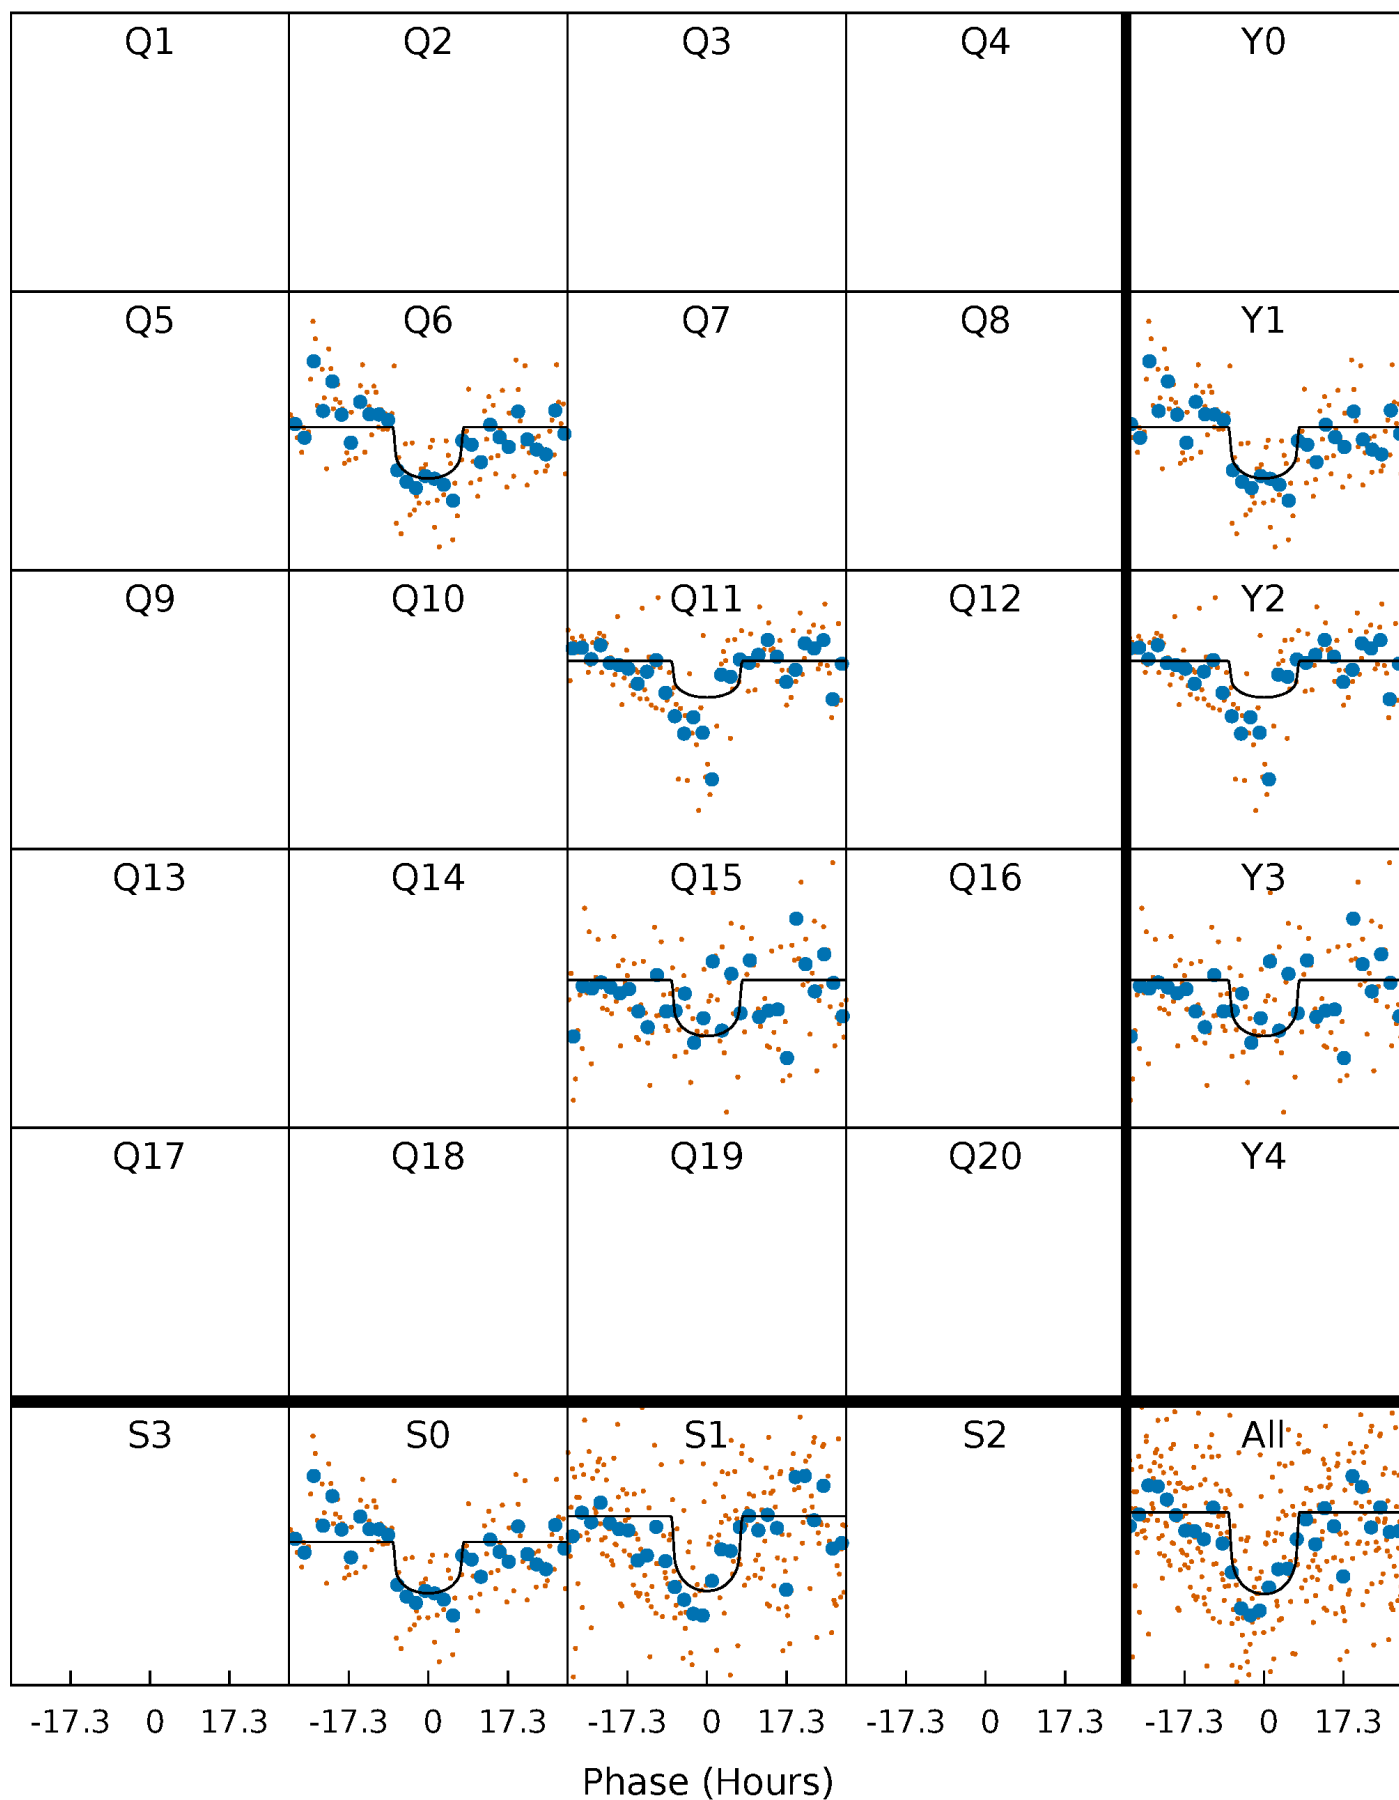 Q1 Q2 Q3 Q4 Y0
Q5 Q6 Q7 Q8 Y1
Q9 Q10 Q11 Q12 Y2
Q13 Q14 Q15 Q16 Y3
Q17 Q18 Q19 Q20 Y4
S3 S0 S1 S2 All
-17.3 0 17.3 -17.3 0 17.3 -17.3 0 17.3 -17.3 0 17.3 -17.3 0 17.3
Phase (Hours)